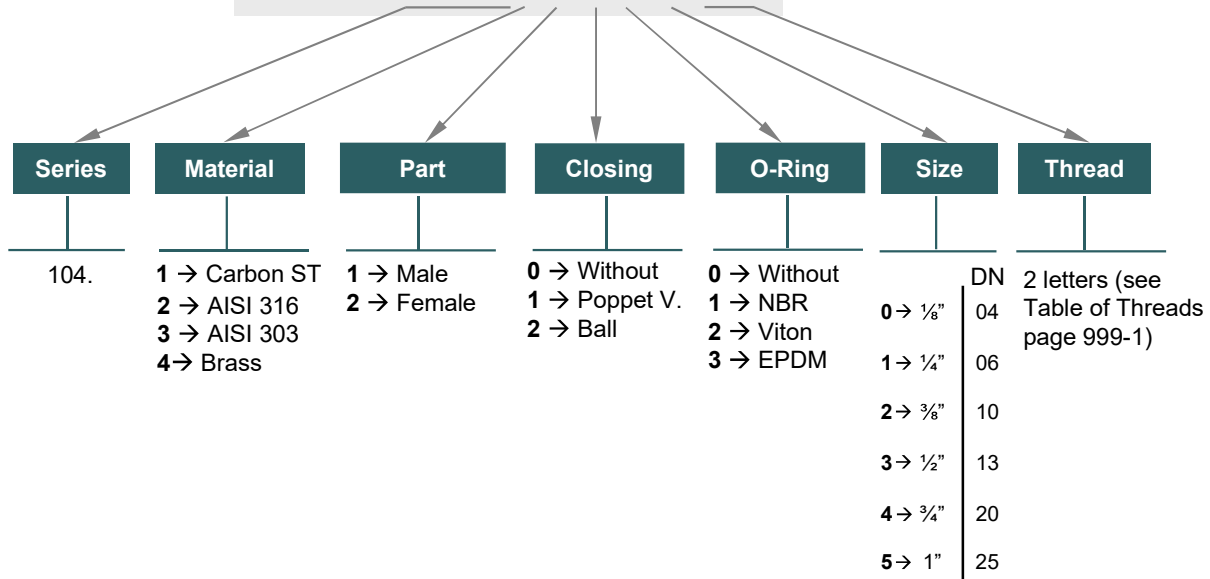 Series
Material
Part
Closing
O-Ring
Size
Thread
104.
1 → Carbon ST
2 → AISI 316
3 → AISI 303
4→ Brass
1 → Male
2 → Female
0 → Without
1 → Poppet V.
2 → Ball
0 → Without
1 → NBR
2 → Viton
3 → EPDM
DN
0→ ⅛” 04
1→ ¼” 06
2→ ⅜” 10
3→ ½” 13
4→ ¾” 20
5→ 1” 25
2 letters (see
Table of Threads
page 999-1)